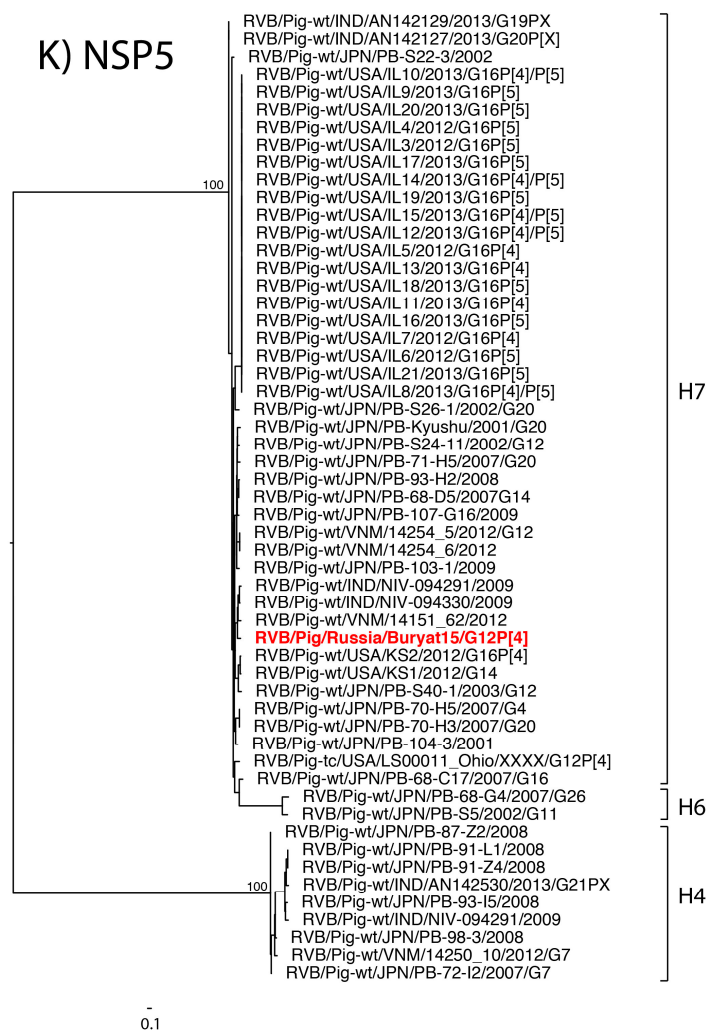 K) NSP5
RVB/Pig-wt/IND/AN142129/2013/G19PX
RVB/Pig-wt/IND/AN142127/2013/G20P[X]
RVB/Pig-wt/JPN/PB-S22-3/2002
RVB/Pig-wt/USA/IL10/2013/G16P[4]/P[5]
RVB/Pig-wt/USA/IL9/2013/G16P[5]
RVB/Pig-wt/USA/IL20/2013/G16P[5]
RVB/Pig-wt/USA/IL4/2012/G16P[5]
RVB/Pig-wt/USA/IL3/2012/G16P[5]
RVB/Pig-wt/USA/IL17/2013/G16P[5]
100
RVB/Pig-wt/USA/IL14/2013/G16P[4]/P[5]
RVB/Pig-wt/USA/IL19/2013/G16P[5]
RVB/Pig-wt/USA/IL15/2013/G16P[4]/P[5]
RVB/Pig-wt/USA/IL12/2013/G16P[4]/P[5]
RVB/Pig-wt/USA/IL5/2012/G16P[4]
RVB/Pig-wt/USA/IL13/2013/G16P[4]
RVB/Pig-wt/USA/IL18/2013/G16P[5]
RVB/Pig-wt/USA/IL11/2013/G16P[4]
RVB/Pig-wt/USA/IL16/2013/G16P[5]
RVB/Pig-wt/USA/IL7/2012/G16P[4]
RVB/Pig-wt/USA/IL6/2012/G16P[5]
RVB/Pig-wt/USA/IL21/2013/G16P[5]
RVB/Pig-wt/USA/IL8/2013/G16P[4]/P[5]
H7
RVB/Pig-wt/JPN/PB-S26-1/2002/G20
RVB/Pig-wt/JPN/PB-Kyushu/2001/G20
RVB/Pig-wt/JPN/PB-S24-11/2002/G12
RVB/Pig-wt/JPN/PB-71-H5/2007/G20
RVB/Pig-wt/JPN/PB-93-H2/2008
RVB/Pig-wt/JPN/PB-68-D5/2007G14
RVB/Pig-wt/JPN/PB-107-G16/2009
RVB/Pig-wt/VNM/14254_5/2012/G12
RVB/Pig-wt/VNM/14254_6/2012
RVB/Pig-wt/JPN/PB-103-1/2009
RVB/Pig-wt/IND/NIV-094291/2009
RVB/Pig-wt/IND/NIV-094330/2009
RVB/Pig-wt/VNM/14151_62/2012
RVB/Pig/Russia/Buryat15/G12P[4]
RVB/Pig-wt/USA/KS2/2012/G16P[4]
RVB/Pig-wt/USA/KS1/2012/G14
RVB/Pig-wt/JPN/PB-S40-1/2003/G12
RVB/Pig-wt/JPN/PB-70-H5/2007/G4
RVB/Pig-wt/JPN/PB-70-H3/2007/G20
RVB/Pig-wt/JPN/PB-104-3/2001
RVB/Pig-tc/USA/LS00011_Ohio/XXXX/G12P[4]
RVB/Pig-wt/JPN/PB-68-C17/2007/G16
RVB/Pig-wt/JPN/PB-68-G4/2007/G26
H6
RVB/Pig-wt/JPN/PB-S5/2002/G11
RVB/Pig-wt/JPN/PB-87-Z2/2008
RVB/Pig-wt/JPN/PB-91-L1/2008
RVB/Pig-wt/JPN/PB-91-Z4/2008
100
RVB/Pig-wt/IND/AN142530/2013/G21PX
H4
RVB/Pig-wt/JPN/PB-93-I5/2008
RVB/Pig-wt/IND/NIV-094291/2009
RVB/Pig-wt/JPN/PB-98-3/2008
RVB/Pig-wt/VNM/14250_10/2012/G7
RVB/Pig-wt/JPN/PB-72-I2/2007/G7
0.1